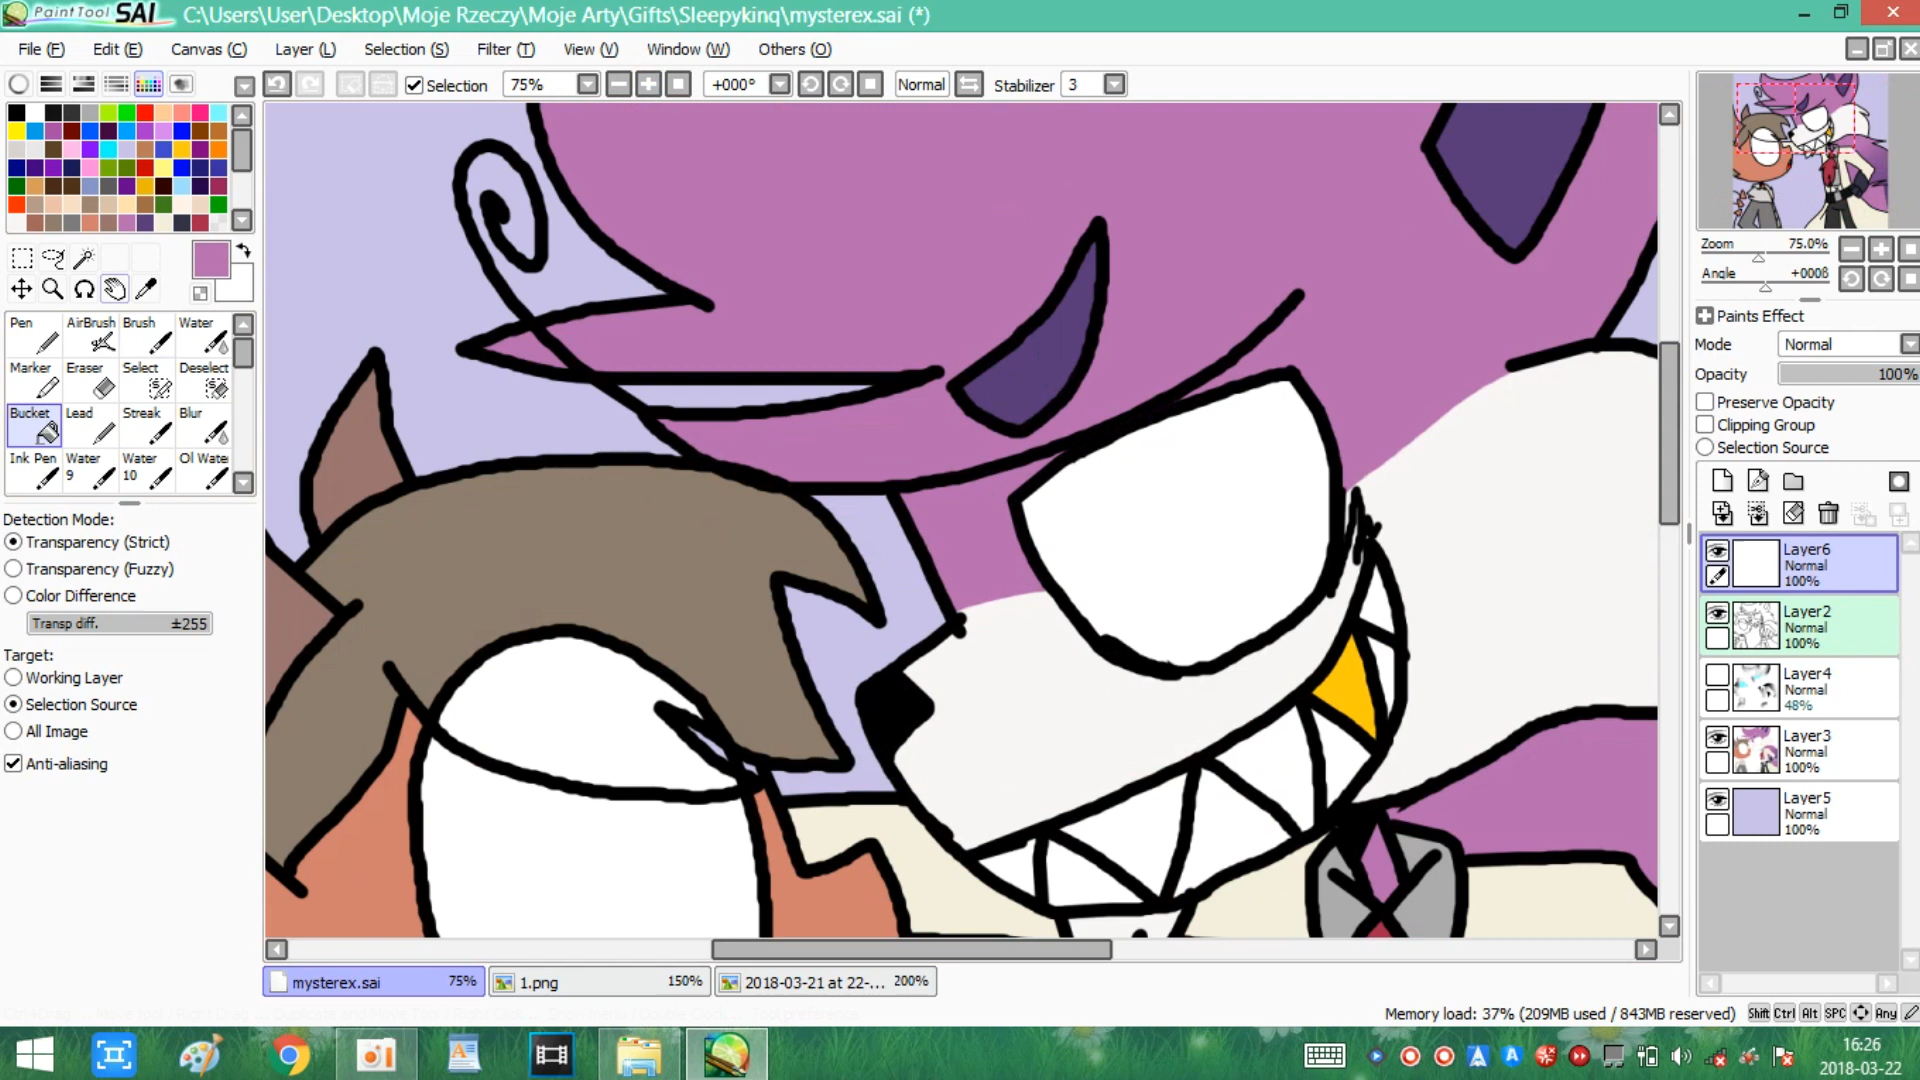 PaintTool SAI C:\Users\User\Desktop\Moje Rzeczy\Moje Arty\Gifts\Sleepykinq\mysterex.sai (*)
File (F) Edit (E) Canvas (C) Layer (L) Selection (S) Filter (T) View (V) Window (W) Others (O)
Selection 75% +000° Normal Stabilizer 3
Zoom 75.0%
Angle +000ß
Pen AirBrush Brush Water
Marker Eraser Select Deselect
Bucket Lead Streak Blur
Ink Pen Water 9 Water 10 Ol Wate
Detection Mode:
Transparency (Strict)
Transparency (Fuzzy)
Color Difference
Transp diff. ±255
Target:
Working Layer
Selection Source
All Image
Anti-aliasing
Paints Effect
Mode Normal
Opacity 100%
Preserve Opacity
Clipping Group
Selection Source
Layer6
Normal
100%
Layer2
Normal
100%
Layer4
Normal
48%
Layer3
Normal
100%
Layer5
Normal
100%
mysterex.sai 75% 1.png 150% 2018-03-21 at 22-... 200%
Memory load: 37% (209MB used / 843MB reserved) Shift Ctrl Alt SPC Any
16:26
2018-03-22